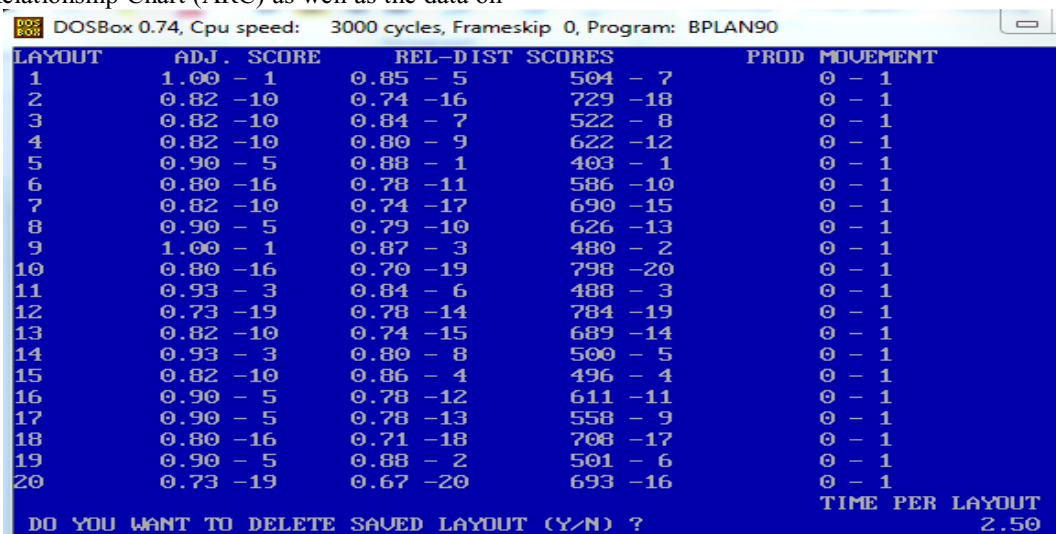 elationship Chart (ARC) as well as the data on
DOSBox 0.74, Cpu speed: 3000 cycles, Frameskip 0, Program: BPLAN90
LAYOUT ADJ. SCORE REL-DIST SCORES PROD MOVEMENT
1 1.00 - 1 0.85 - 5 504 - 7 0 - 1
2 0.82 -10 0.74 -16 729 -18 0 - 1
3 0.82 -10 0.84 - 7 522 - 8 0 - 1
4 0.82 -10 0.80 - 9 622 -12 0 - 1
5 0.90 - 5 0.88 - 1 403 - 1 0 - 1
6 0.80 -16 0.78 -11 586 -10 0 - 1
7 0.82 -10 0.74 -17 690 -15 0 - 1
8 0.90 - 5 0.79 -10 626 -13 0 - 1
9 1.00 - 1 0.87 - 3 480 - 2 0 - 1
10 0.80 -16 0.70 -19 798 -20 0 - 1
11 0.93 - 3 0.84 - 6 488 - 3 0 - 1
12 0.73 -19 0.78 -14 784 -19 0 - 1
13 0.82 -10 0.74 -15 689 -14 0 - 1
14 0.93 - 3 0.80 - 8 500 - 5 0 - 1
15 0.82 -10 0.86 - 4 496 - 4 0 - 1
16 0.90 - 5 0.78 -12 611 -11 0 - 1
17 0.90 - 5 0.78 -13 558 - 9 0 - 1
18 0.80 -16 0.71 -18 708 -17 0 - 1
19 0.90 - 5 0.88 - 2 501 - 6 0 - 1
20 0.73 -19 0.67 -20 693 -16 0 - 1
TIME PER LAYOUT
DO YOU WANT TO DELETE SAVED LAYOUT (Y/N) ? 2.50